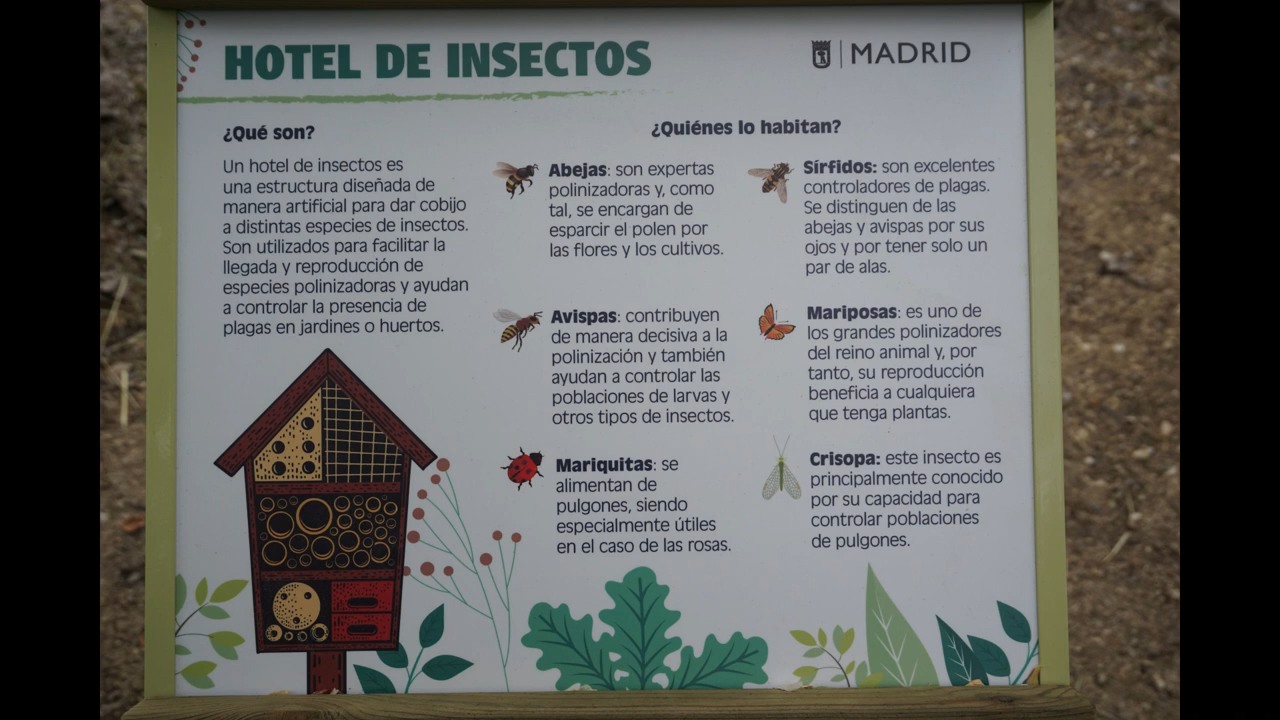 HOTEL DE INSECTOS
MADRID
¿Qué son?
Un hotel de insectos es
una estructura diseñada de
manera artificial para dar cobijo
a distintas especies de insectos.
Son utilizados para facilitar la
llegada y reproducción de
especies polinizadoras y ayudan
a controlar la presencia de
plagas en jardines o huertos.
¿Quiénes lo habitan?
Abejas: son expertas
polinizadoras y, como
tal, se encargan de
esparcir el polen por
las flores y los cultivos.
Avispas: contribuyen
de manera decisiva a la
polinización y también
ayudan a controlar las
poblaciones de larvas y
otros tipos de insectos.
Mariquitas: se
alimentan de
pulgones, siendo
especialmente útiles
en el caso de las rosas.
Sírfidos: son excelentes
controladores de plagas.
Se distinguen de las
abejas y avispas por sus
ojos y por tener solo un
par de alas.
Mariposas: es uno de
los grandes polinizadores
del reino animal y, por
tanto, su reproducción
beneficia a cualquiera
que tenga plantas.
Crisopa: este insecto es
principalmente conocido
por su capacidad para
controlar poblaciones
de pulgones.